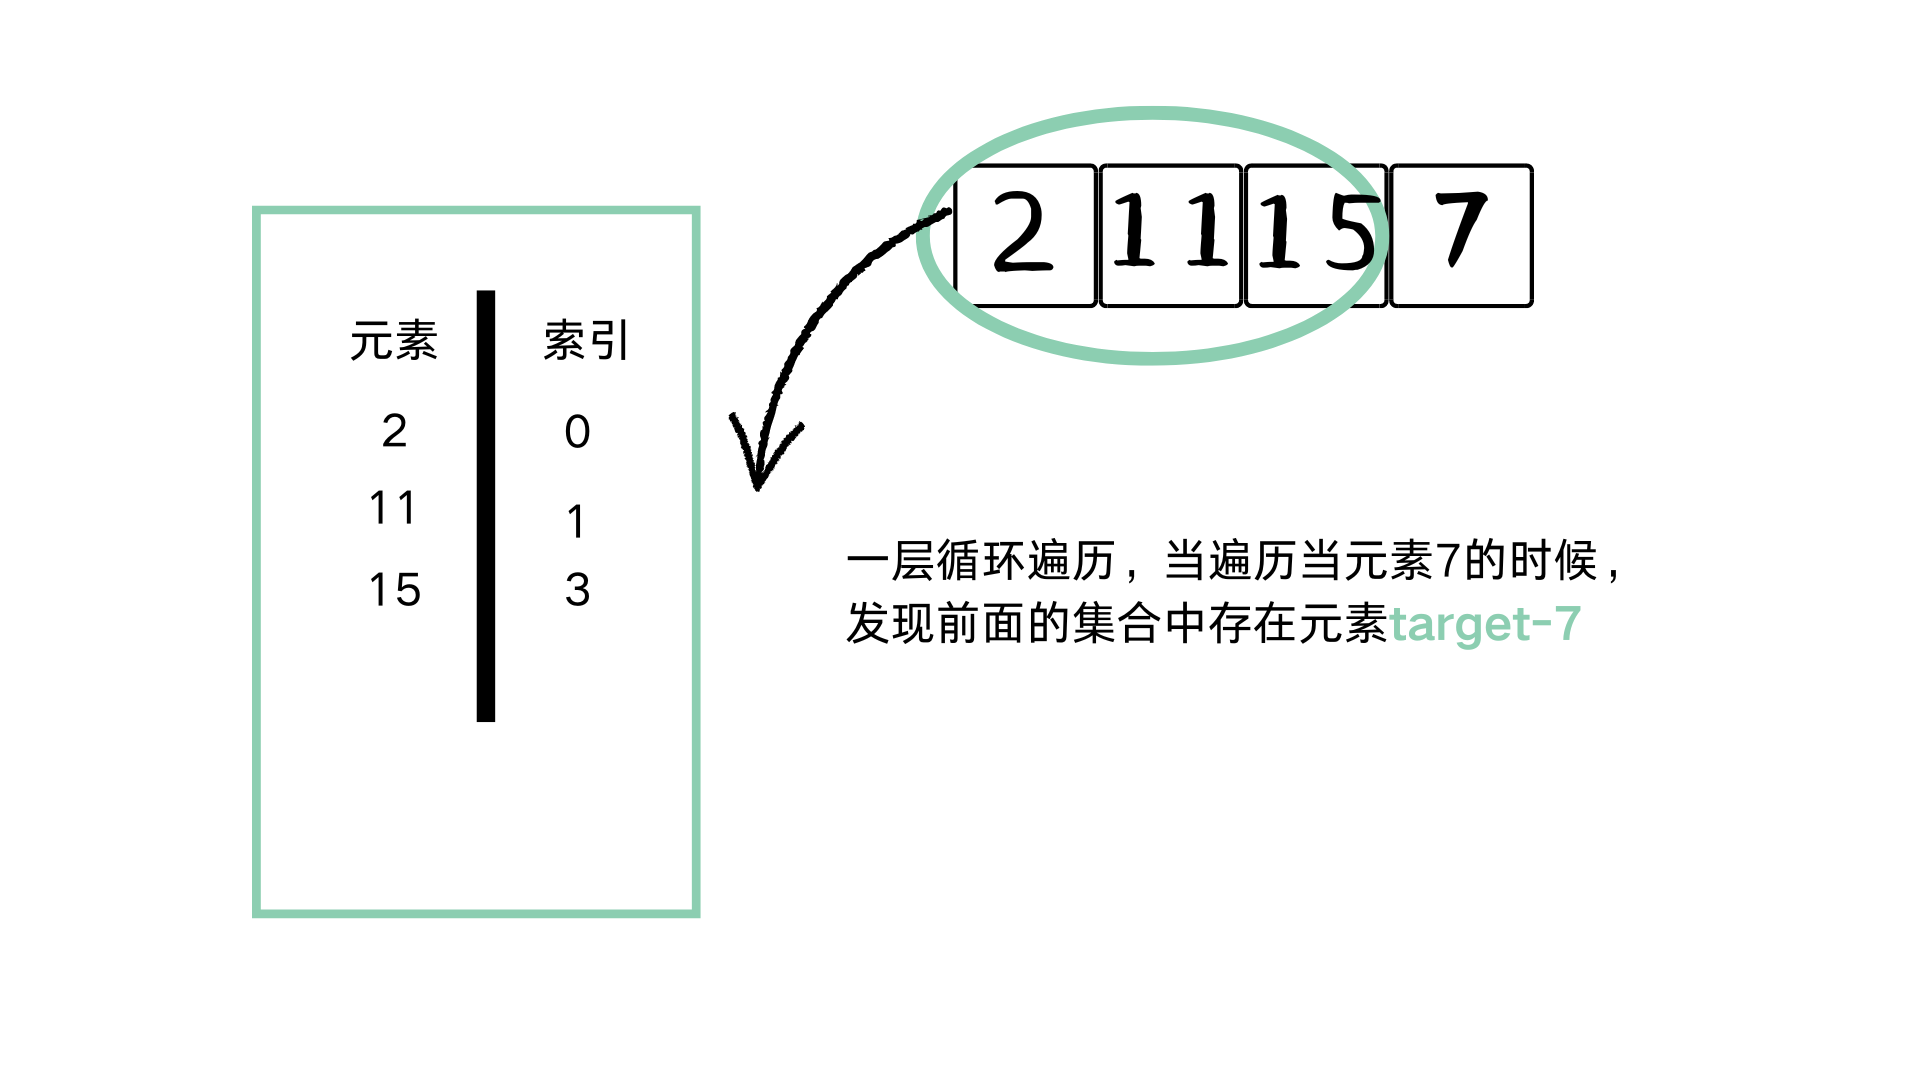 2 11 15 7
元素 索引
2 0
11 1
15 3
一层循环遍历，当遍历当元素7的时候，
发现前面的集合中存在元素target-7